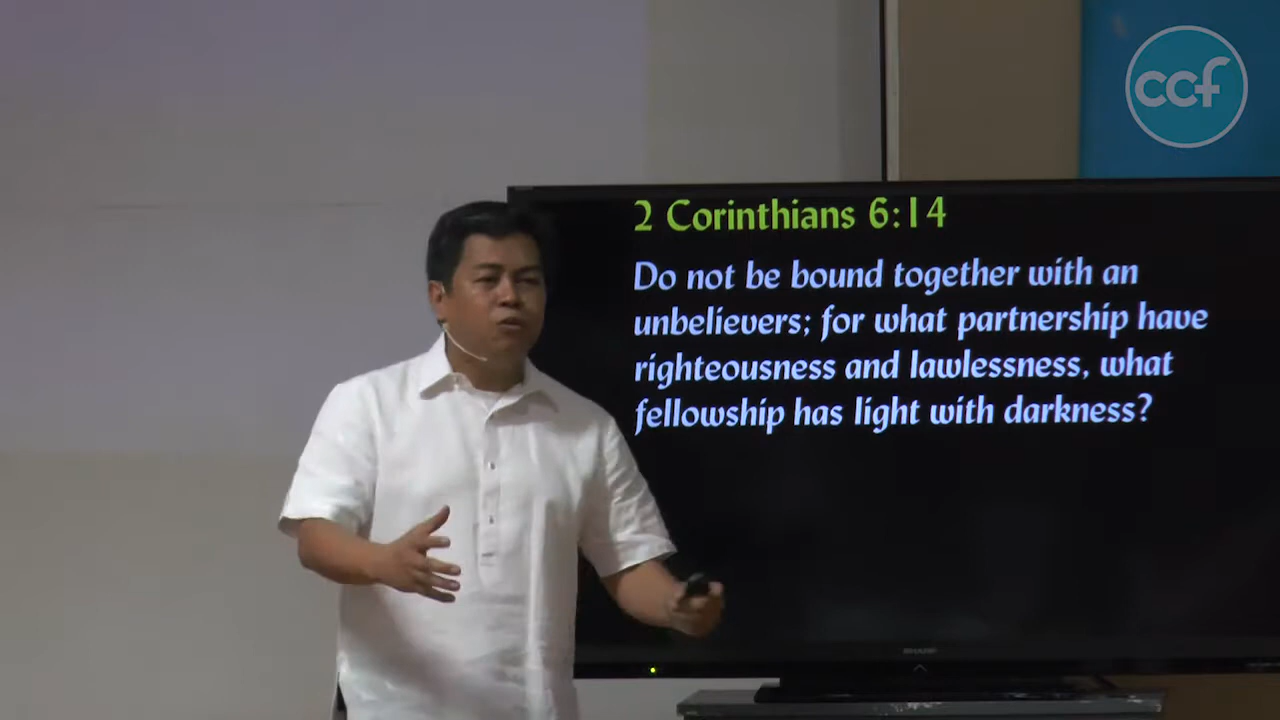 ccf
2 Corinthians 6:14
Do not be bound together with an
unbelievers; for what partnership have
righteousness and lawlessness, what
fellowship has light with darkness?
SHARP